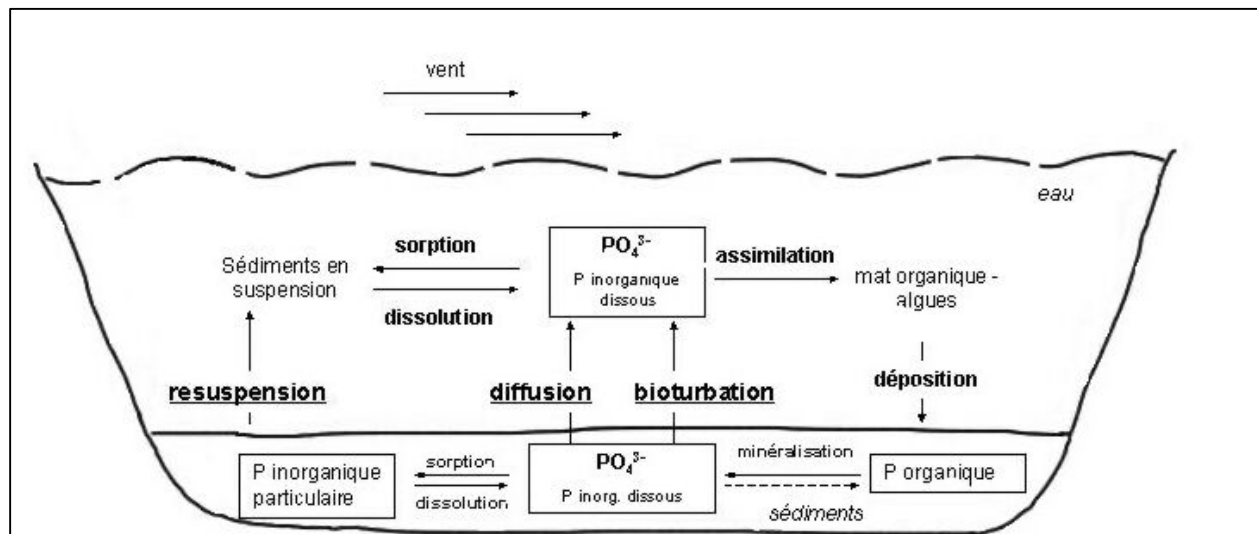 vent
eau
sorption
PO₄³⁻
assimilation
Sédiments en
suspension
P inorganique
dissous
mat organique -
algues
dissolution
resuspension
diffusion
bioturbation
déposition
P inorganique
particulaire
sorption
dissolution
PO₄³⁻
P inorg. dissous
minéralisation
P organique
sédiments